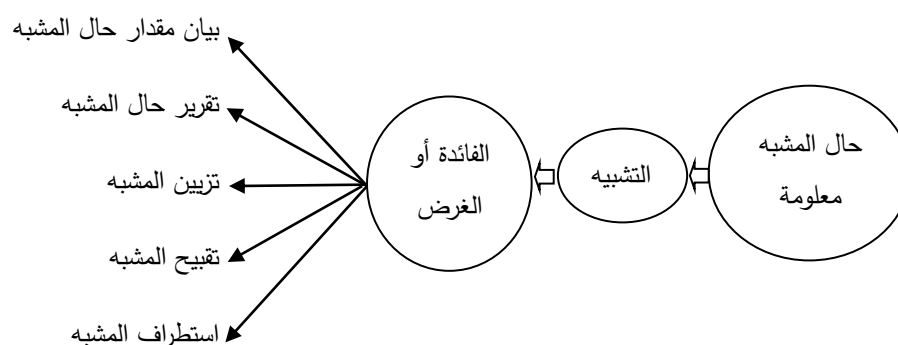 حال المشبه
معلومة
التشبيه
الفائدة أو
الغرض
بيان مقدار حال المشبه
تقرير حال المشبه
تزيين المشبه
تقبيح المشبه
استطراف المشبه